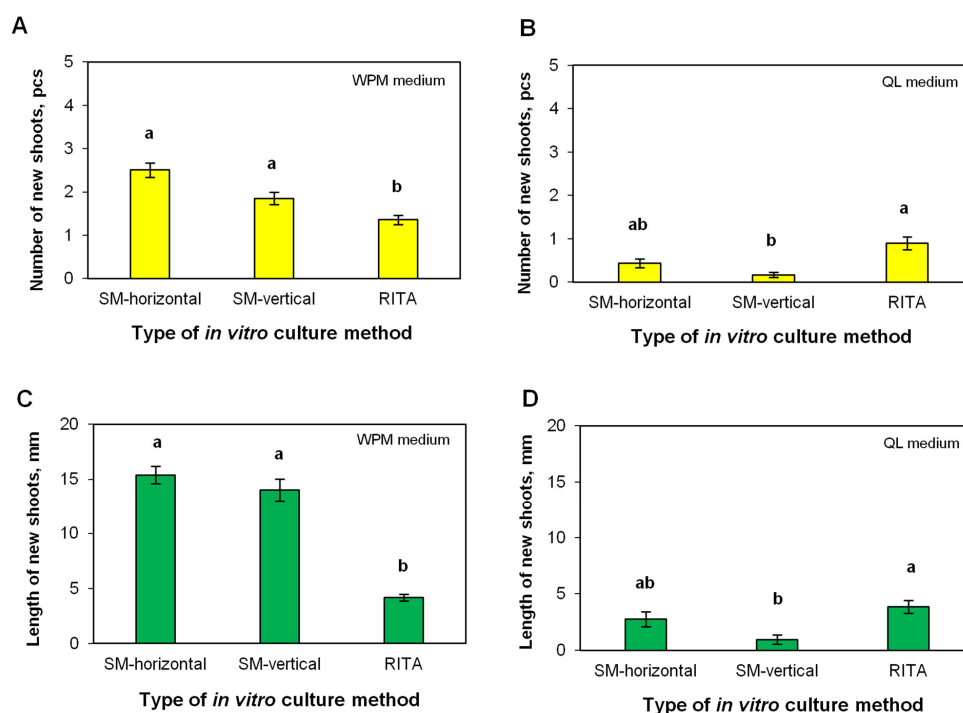 A
Number of new shoots, pcs
5
4
3
2
1
0
WPM medium
a
a
b
SM-horizontal SM-vertical RITA
Type of in vitro culture method
B
Number of new shoots, pcs
5
4
3
2
1
0
QL medium
ab
b
a
SM-horizontal SM-vertical RITA
Type of in vitro culture method
C
Length of new shoots, mm
20
15
10
5
0
WPM medium
a
a
b
SM-horizontal SM-vertical RITA
Type of in vitro culture method
D
Length of new shoots, mm
20
15
10
5
0
QL medium
ab
b
a
SM-horizontal SM-vertical RITA
Type of in vitro culture method